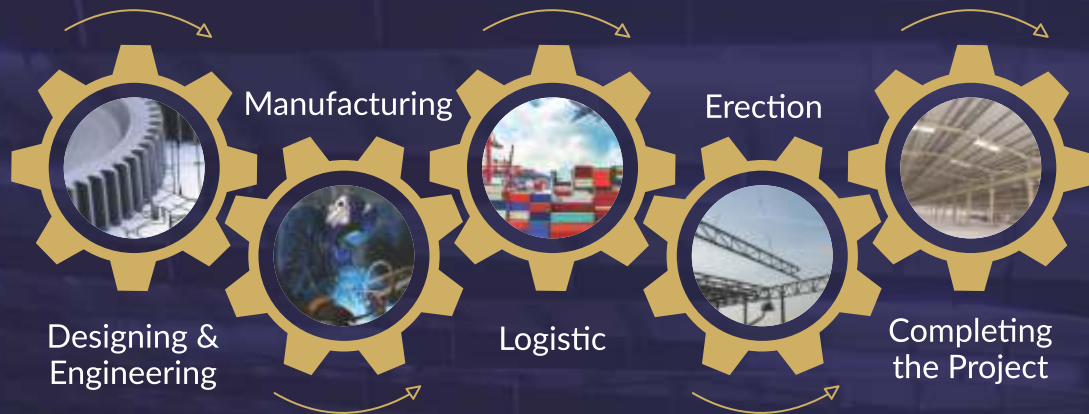 Designing &
Engineering
Manufacturing
Logistic
Erection
Completing
the Project